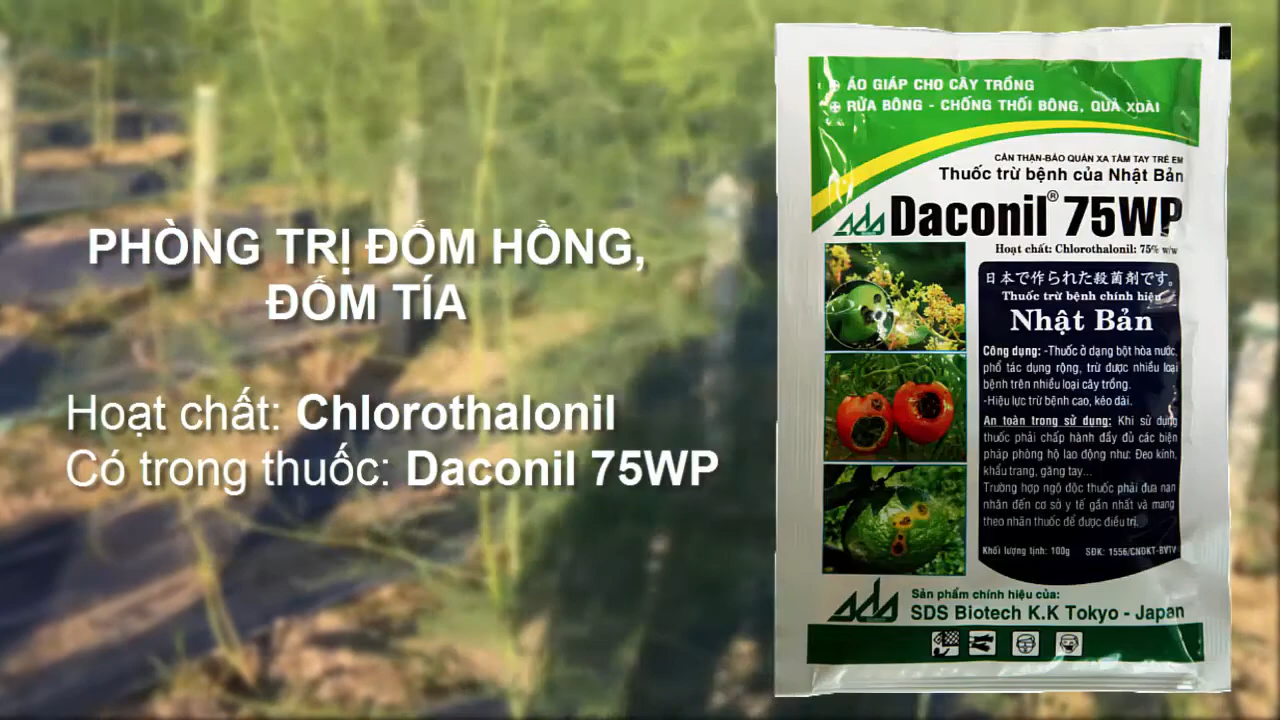 PHÒNG TRỊ ĐỐM HỒNG,
ĐỐM TÍA
Hoạt chất: Chlorothalonil
Có trong thuốc: Daconil 75WP
ÁO GIÁP CHO CÂY TRỒNG
RỬA BÔNG - CHỐNG THỐI BÔNG, QUẢ XOÀI
CẨN THẬN-BẢO QUẢN XA TẦM TAY TRẺ EM
Thuốc trừ bệnh của Nhật Bản
sds Daconil® 75WP
Hoạt chất: Chlorothalonil: 75% w/w
日本で作られた殺菌剤です。
Thuốc trừ bệnh chính hiệu
Nhật Bản
Công dụng: -Thuốc ở dạng bột hòa nước,
phổ tác dụng rộng, trừ được nhiều loại
bệnh trên nhiều loại cây trồng.
-Hiệu lực trừ bệnh cao, kéo dài.
An toàn trong sử dụng: Khi sử dụng
thuốc phải chấp hành đầy đủ các biện
pháp phòng hộ lao động như: Đeo kính,
khẩu trang, găng tay...
Trường hợp ngộ độc thuốc phải đưa nạn
nhân đến cơ sở y tế gần nhất và mang
theo nhãn thuốc để được điều trị.
Khối lượng tịnh: 100g SĐK: 1556/CNĐKT-BVTV
sds Sản phẩm chính hiệu của:
SDS Biotech K.K Tokyo - Japan